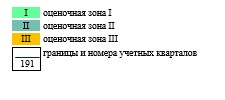 I оценочная зона I
II оценочная зона II
III оценочная зона III
границы и номера учетных кварталов
191